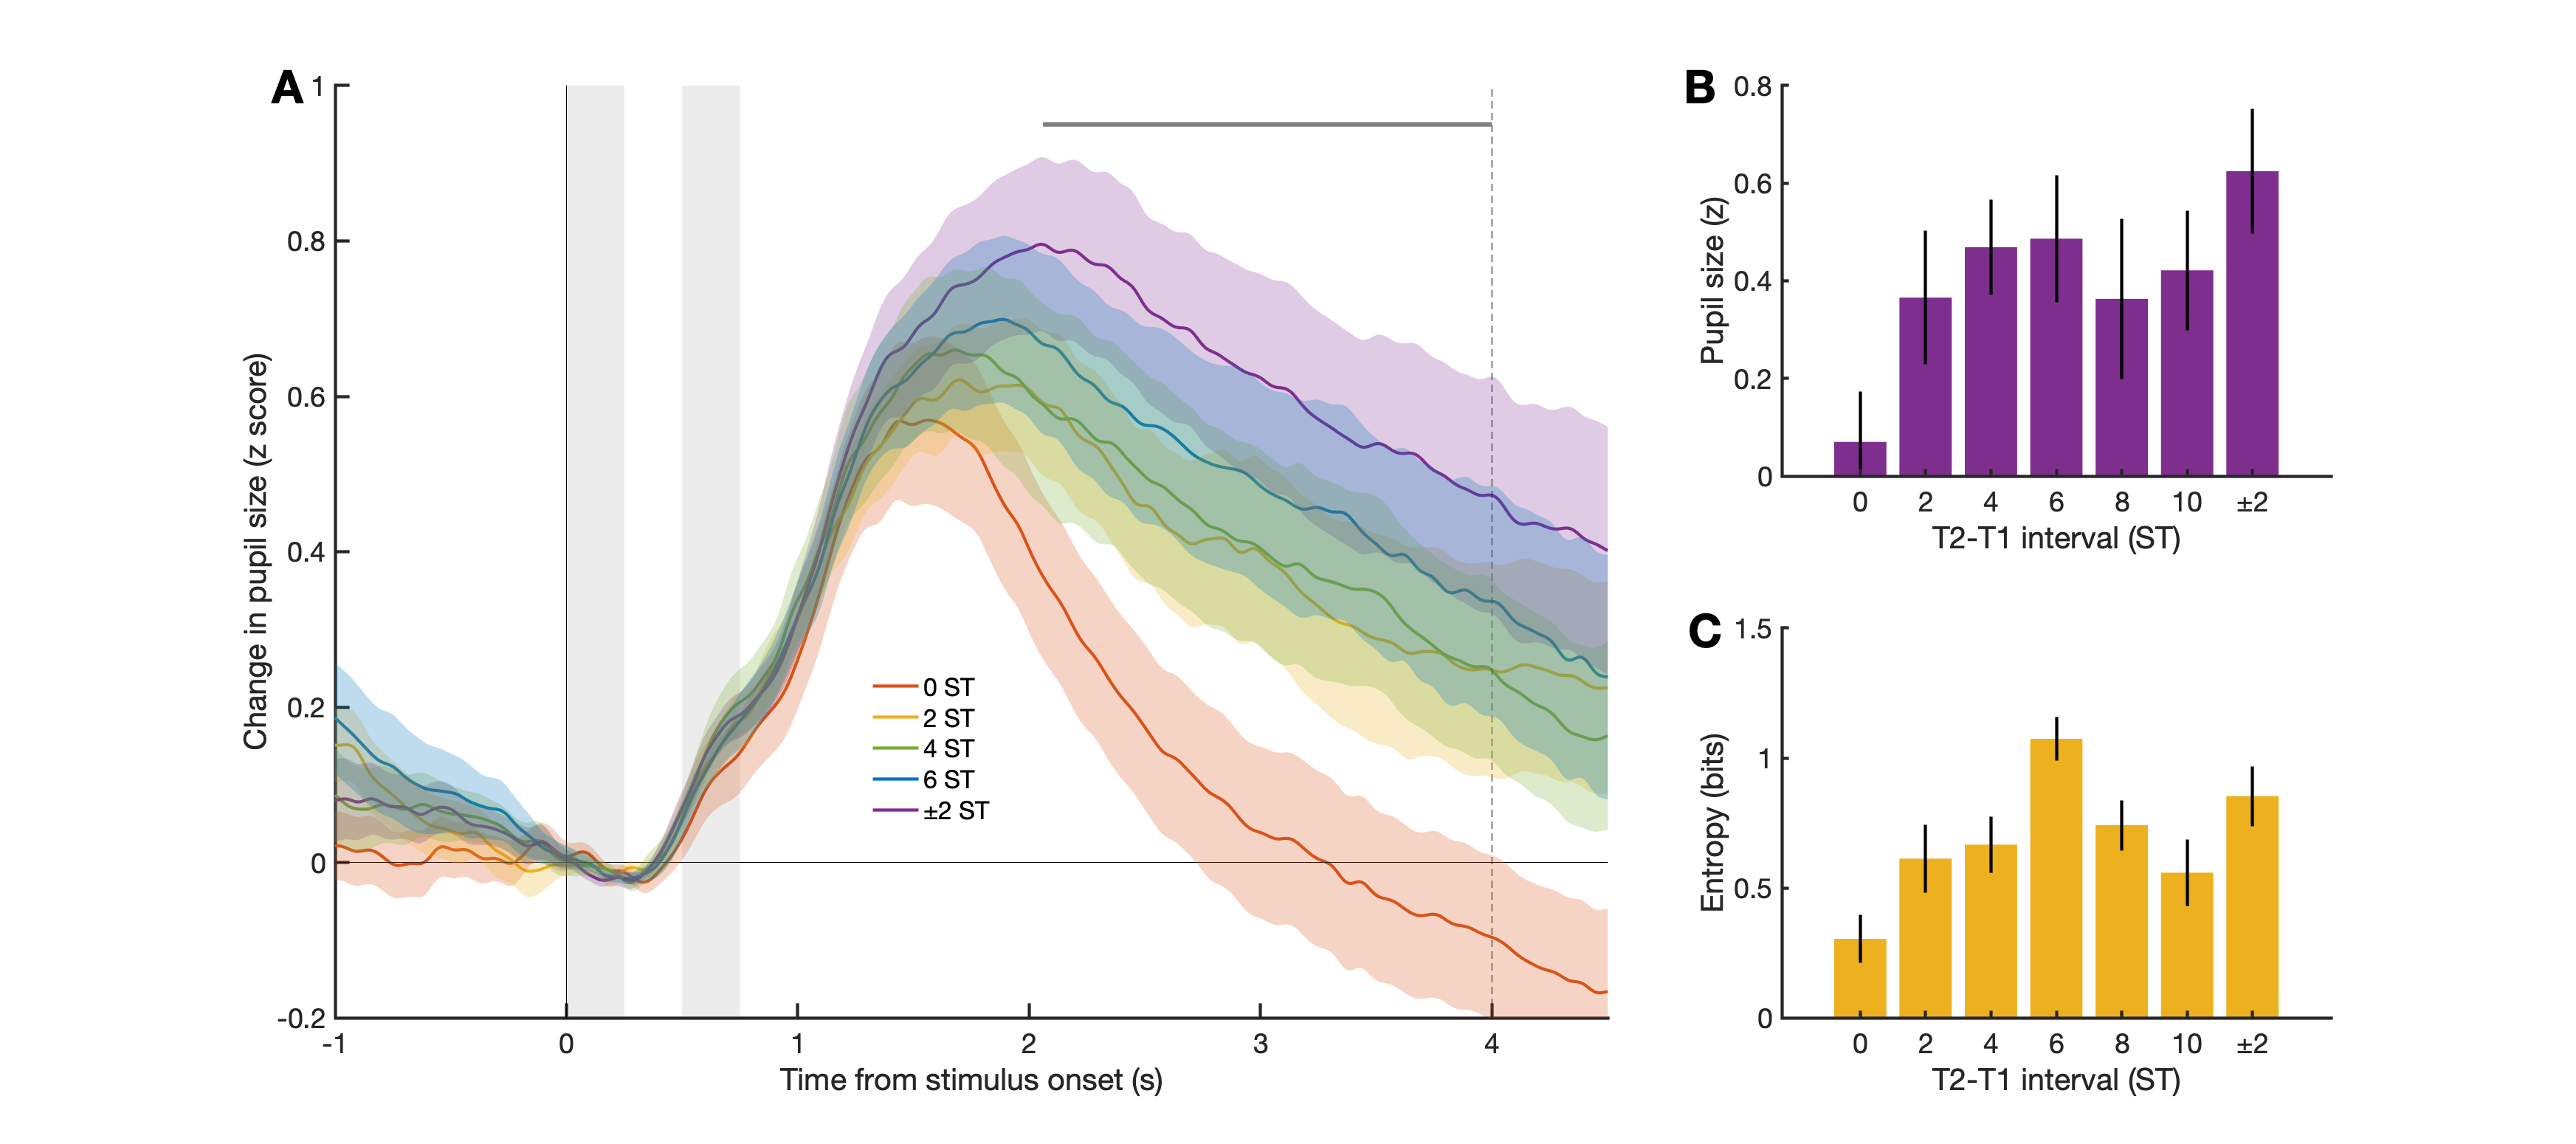 A
1
0.8
0.6
0.4
0.2
0
-0.2
Change in pupil size (z score)
0 ST
2 ST
4 ST
6 ST
±2 ST
-1 0 1 2 3 4
Time from stimulus onset (s)
B
0.8
0.6
0.4
0.2
0
Pupil size (z)
0 2 4 6 8 10 ±2
T2-T1 interval (ST)
C
1.5
1
0.5
0
Entropy (bits)
0 2 4 6 8 10 ±2
T2-T1 interval (ST)